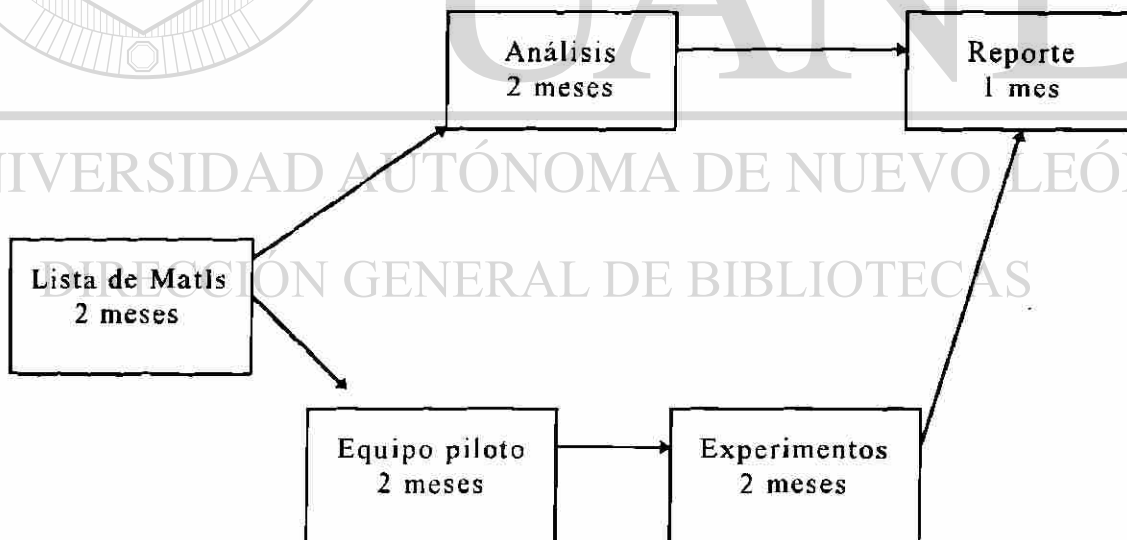 Análisis
2 meses
Reporte
1 mes
UNIVERSIDAD AUTÓNOMA DE NUEVO LEÓN
Lista de Matls
2 meses
DIRECCIÓN GENERAL DE BIBLIOTECAS
Equipo piloto
2 meses
Experimentos
2 meses